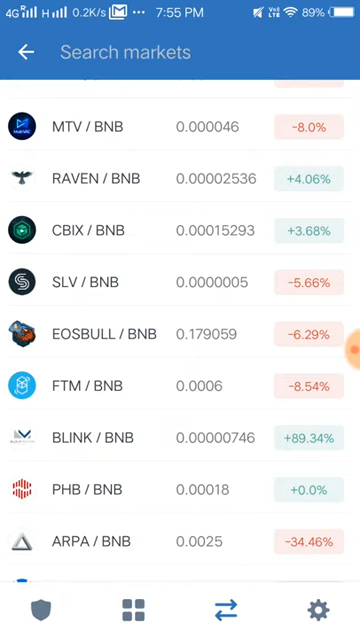 4G R H 0.2K/s ... 7:55 PM VoLTE 89%
Search markets
MTV / BNB 0.000046 -8.0%
RAVEN / BNB 0.00002536 +4.06%
CBIX / BNB 0.00015293 +3.68%
SLV / BNB 0.0000005 -5.66%
EOSBULL / BNB 0.179059 -6.29%
FTM / BNB 0.0006 -8.54%
BLINK / BNB 0.00000746 +89.34%
PHB / BNB 0.00018 +0.0%
ARPA / BNB 0.0025 -34.46%